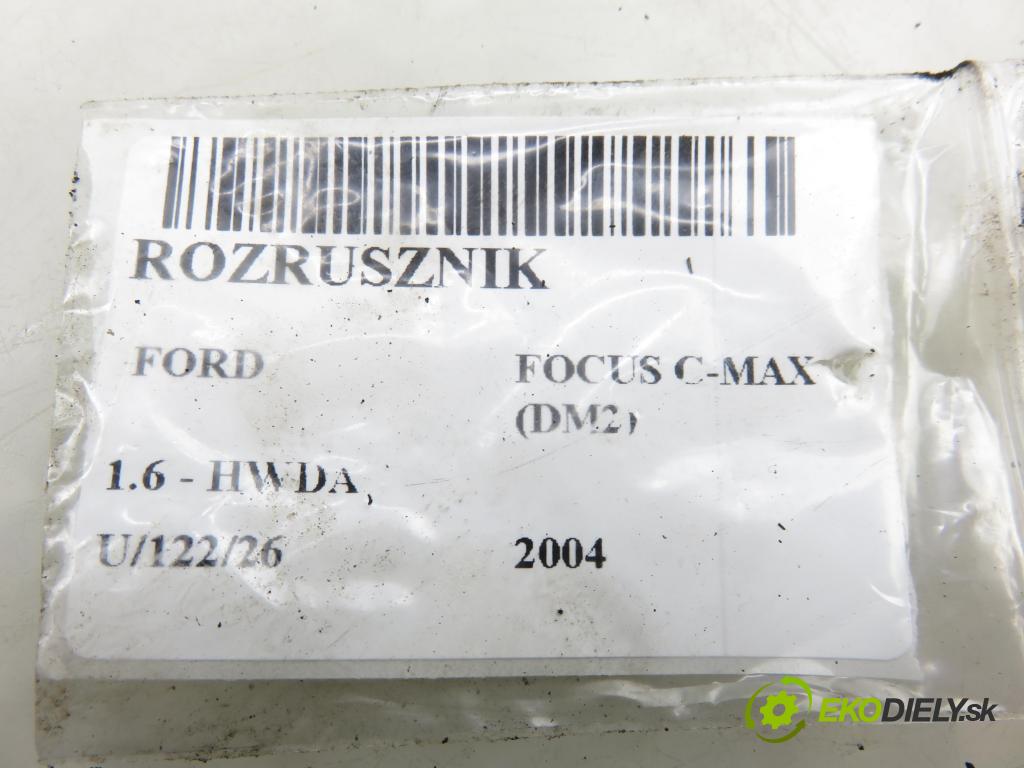 ROZRUSZNIK
FORD
FOCUS C-MAX
(DM2)
1.6 - HWDA,
U/122/26
2004
EKODIELY.sk